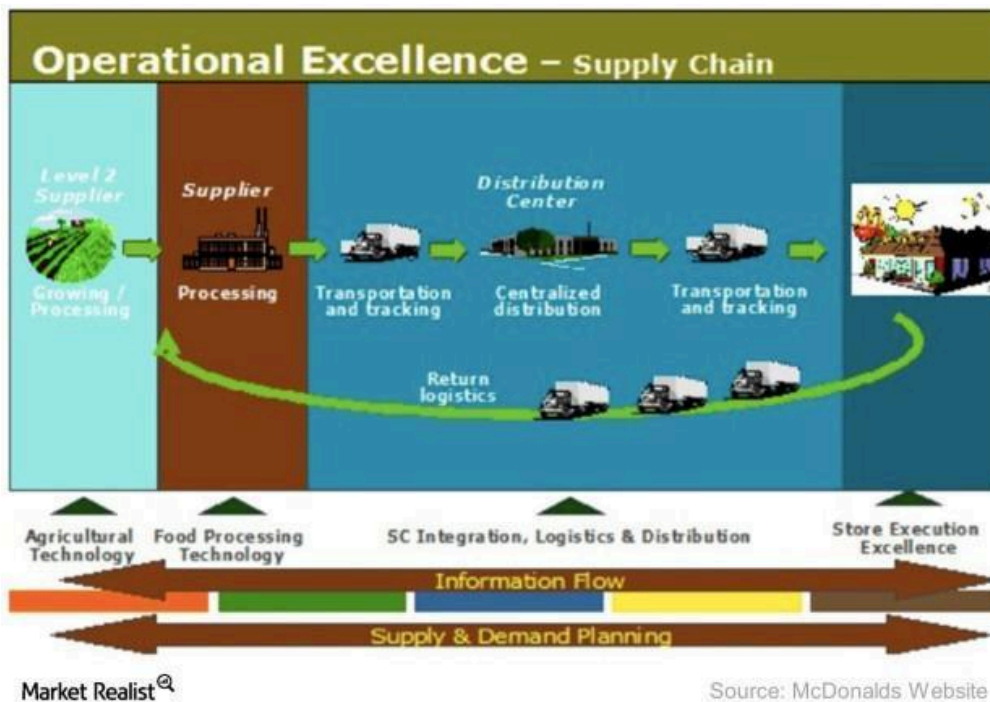 Operational Excellence – Supply Chain
Level 2
Supplier
Growing /
Processing
Supplier
Processing
Transportation
and tracking
Distribution
Center
Centralized
distribution
Transportation
and tracking
Return
logistics
Agricultural
Technology
Food Processing
Technology
SC Integration, Logistics & Distribution
Store Execution
Excellence
Information Flow
Supply & Demand Planning
Market Realist
Source: McDonalds Website